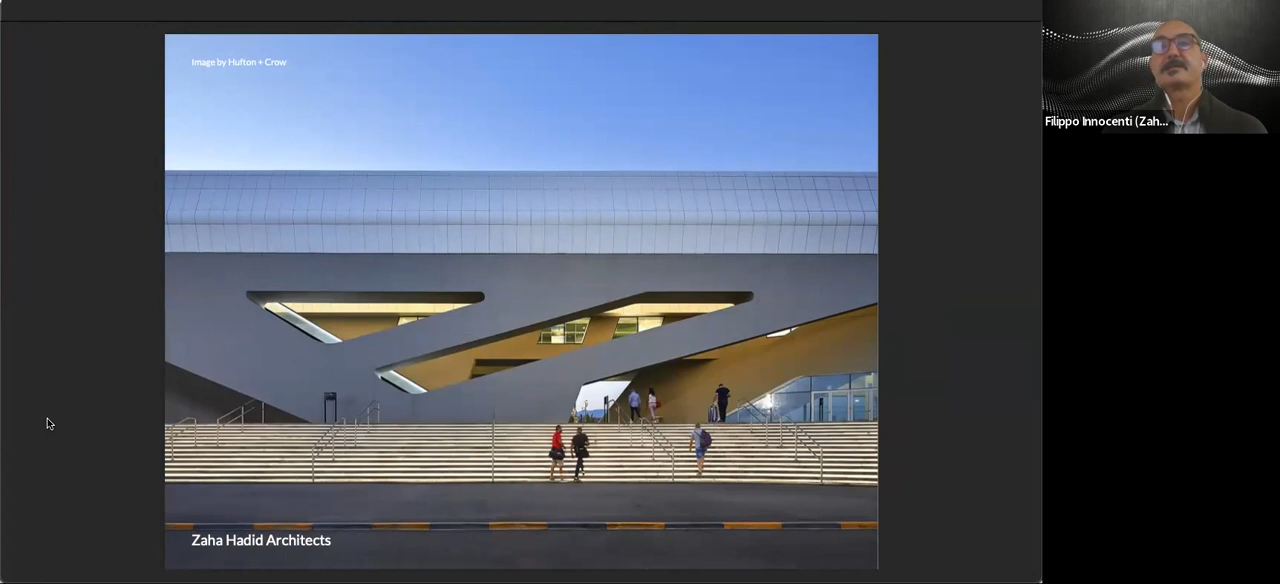 Image by Hufton + Crow
Filippo Innocenti (Zah...
Zaha Hadid Architects